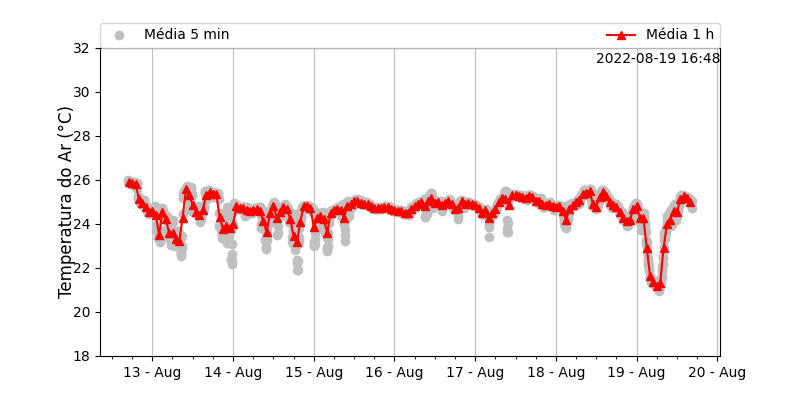 Média 5 min
Média 1 h
2022-08-19 16:48
Temperatura do Ar (°C)
32
30
28
26
24
22
20
18
13 - Aug
14 - Aug
15 - Aug
16 - Aug
17 - Aug
18 - Aug
19 - Aug
20 - Aug